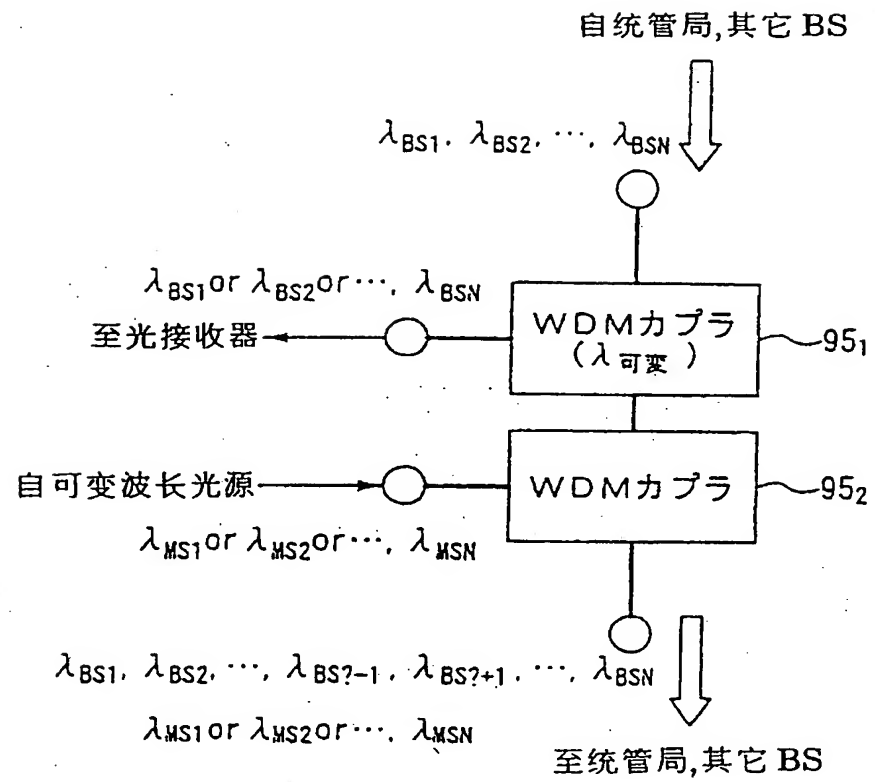 自统管局,其它 BS
λBS1, λBS2, ···, λBSN
λBS1 or λBS2 or ···, λBSN
至光接收器
WDMカプラ
(λ可変)
95₁
自可变波长光源
WDMカプラ
95₂
λMS1 or λMS2 or ···, λMSN
λBS1, λBS2, ···, λBS?-1, λBS?+1, ···, λBSN
λMS1 or λMS2 or ···, λMSN
至统管局,其它 BS